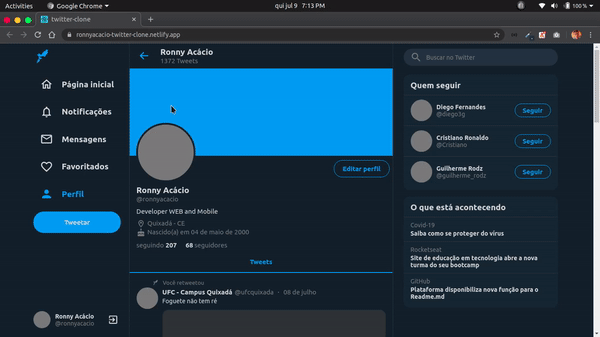 Activities
Google Chrome
qui jul 9 7:13 PM
100 %
twitter-clone
ronnyacacio-twitter-clone.netlify.app
Página inicial
Notificações
Mensagens
Favoritados
Perfil
Tweetar
Ronny Acácio
@ronnyacacio
Ronny Acácio
1372 Tweets
Editar perfil
Ronny Acácio
@ronnyacacio
Developer WEB and Mobile
Quixadá - CE
Nascido(a) em 04 de maio de 2000
seguindo 207 68 seguidores
Tweets
Você retweetou
UFC - Campus Quixadá @ufcquixada · 08 de julho
Foguete não tem ré
Buscar no Twitter
Quem seguir
Diego Fernandes
@diego3g
Seguir
Cristiano Ronaldo
@Cristiano
Seguir
Guilherme Rodz
@guilherme_rodz
Seguir
O que está acontecendo
Covid-19
Saiba como se proteger do vírus
Rocketseat
Site de educação em tecnologia abre a nova
turma do seu bootcamp
GitHub
Plataforma disponibiliza nova função para o
Readme.md